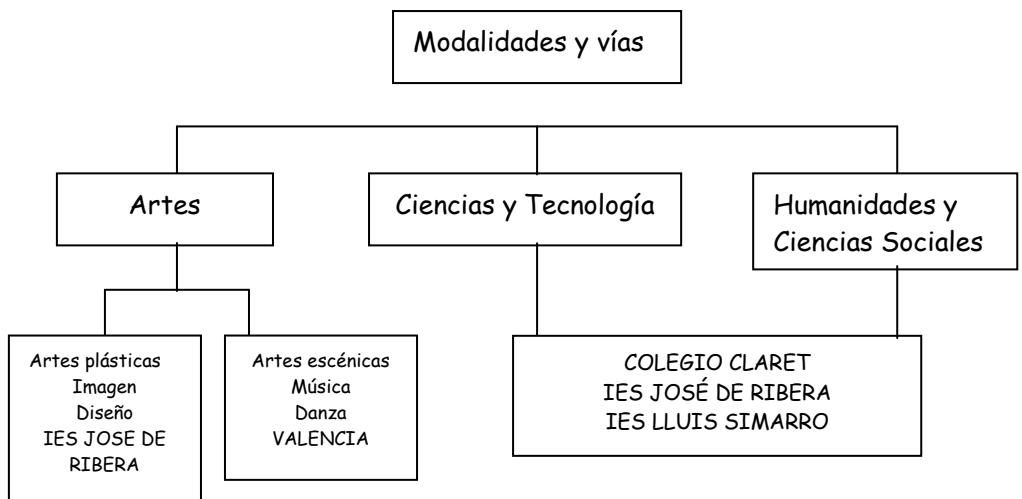 Modalidades y vías
Artes
Ciencias y Tecnología
Humanidades y
Ciencias Sociales
Artes plásticas
Imagen
Diseño
IES JOSE DE
RIBERA
Artes escénicas
Música
Danza
VALENCIA
COLEGIO CLARET
IES JOSÉ DE RIBERA
IES LLUIS SIMARRO